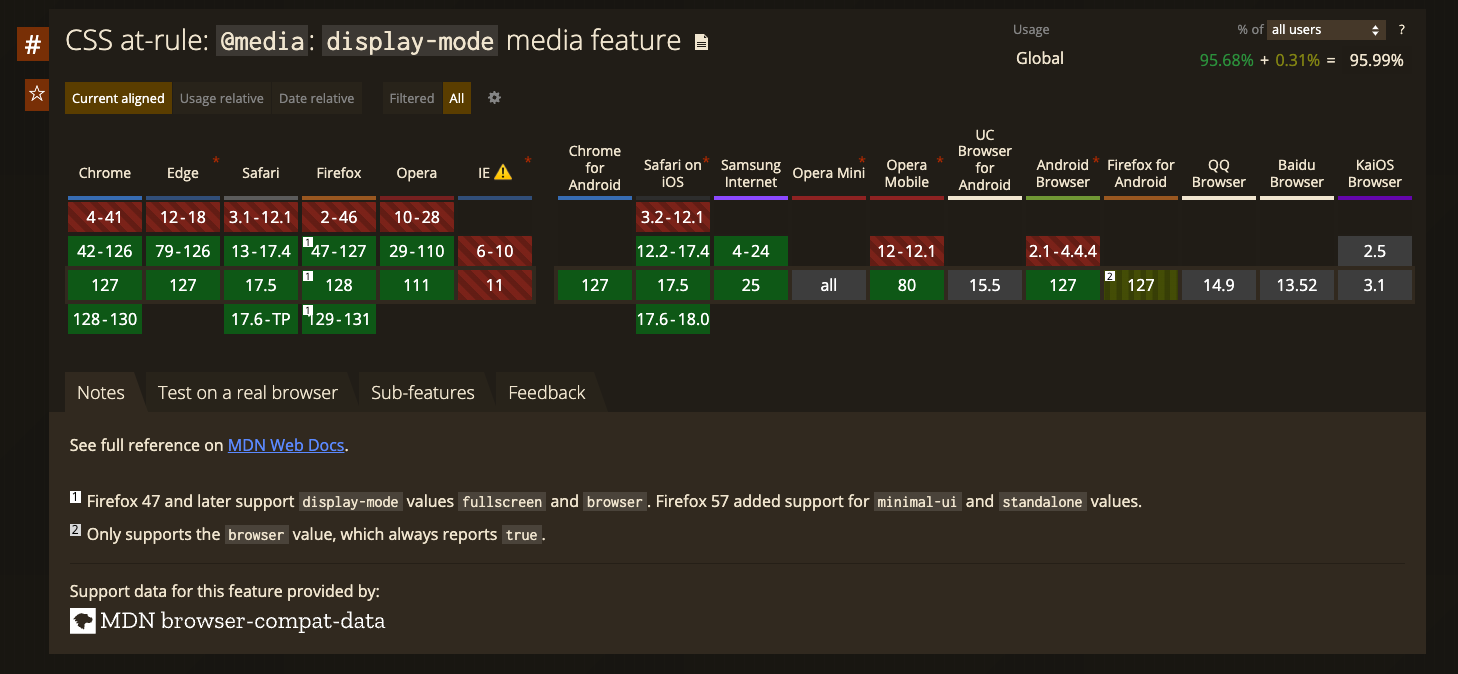 #
CSS at-rule: @media: display-mode media feature
Usage % of all users ?
Global 95.68% + 0.31% = 95.99%
Current aligned Usage relative Date relative Filtered All
Chrome Edge * Safari Firefox Opera IE * Chrome for Android Safari on iOS * Samsung Internet Opera Mini * Opera Mobile * UC Browser for Android Android Browser * Firefox for Android QQ Browser Baidu Browser KaiOS Browser
4-41 12-18 3.1-12.1 2-46 10-28 3.2-12.1
42-126 79-126 13-17.4 1 47-127 29-110 6-10 12.2-17.4 4-24 12-12.1 2.1-4.4.4 2.5
127 127 17.5 1 128 111 11 127 17.5 25 all 80 15.5 127 2 127 14.9 13.52 3.1
128-130 17.6-TP 1 129-131 17.6-18.0
Notes Test on a real browser Sub-features Feedback
See full reference on MDN Web Docs.
1 Firefox 47 and later support display-mode values fullscreen and browser. Firefox 57 added support for minimal-ui and standalone values.
2 Only supports the browser value, which always reports true.
Support data for this feature provided by:
MDN browser-compat-data